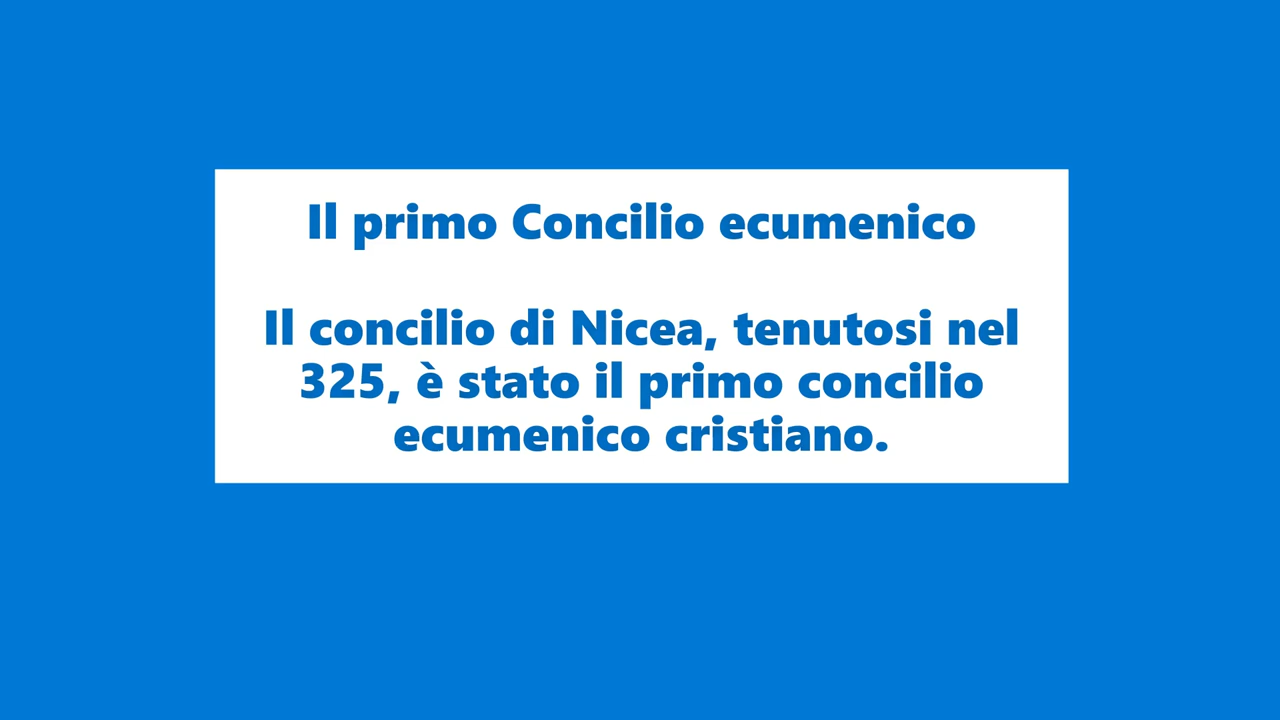 Il primo Concilio ecumenico
Il concilio di Nicea, tenutosi nel
325, è stato il primo concilio
ecumenico cristiano.